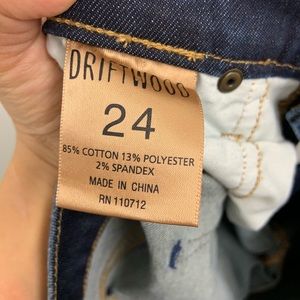 DRIFTWOOD
24
85% COTTON 13% POLYESTER
2% SPANDEX
MADE IN CHINA
RN 110712